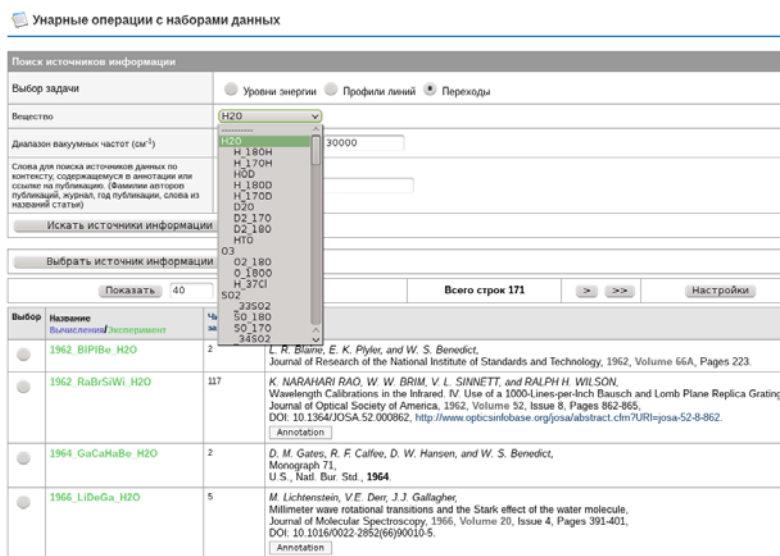 Унарные операции с наборами данных
Поиск источников информации
Выбор задачи
Уровни энергии Профили линий Переходы
Вещество
H2O
Диапазон вакуумных частот (см-1)
30000
Слова для поиска источников данных по
контексту, содержащемуся в аннотации или
ссылке на публикацию. (Фамилии авторов
публикаций, журнал, год публикации, слова из
названий статьи)
----------
H2O
H_18OH
H_17OH
HOD
H_18OD
H_17OD
D2O
D2_17O
D2_18O
HTO
O3
O2_18O
O_18OO
H_37Cl
SO2
_33SO2
SO_18O
SO_17O
_34SO2
Искать источники информации
Выбрать источник информации
Показать 40
Всего строк 171
> >> Настройки
Выбор Название
Вычисления/Эксперимент
1962_BlPlBe_H2O 2 L. R. Blaine, E. K. Plyler, and W. S. Benedict,
Journal of Research of the National Institute of Standards and Technology, 1962, Volume 66A, Pages 223.
1962_RaBrSiWi_H2O 117 K. NARAHARI RAO, W. W. BRIM, V. L. SINNETT, and RALPH H. WILSON,
Wavelength Calibrations in the Infrared. IV. Use of a 1000-Lines-per-Inch Bausch and Lomb Plane Replica Grating
Journal of Optical Society of America, 1962, Volume 52, Issue 8, Pages 862-865,
DOI: 10.1364/JOSA.52.000862, http://www.opticsinfobase.org/josa/abstract.cfm?URI=josa-52-8-862.
Annotation
1964_GaCaHaBe_H2O 2 D. M. Gates, R. F. Calfee, D. W. Hansen, and W. S. Benedict,
Monograph 71,
U.S., Natl. Bur. Std., 1964.
1966_LiDeGa_H2O 5 M. Lichtenstein, V.E. Derr, J.J. Gallagher,
Millimeter wave rotational transitions and the Stark effect of the water molecule,
Journal of Molecular Spectroscopy, 1966, Volume 20, Issue 4, Pages 391-401,
DOI: 10.1016/0022-2852(66)90010-5.
Annotation